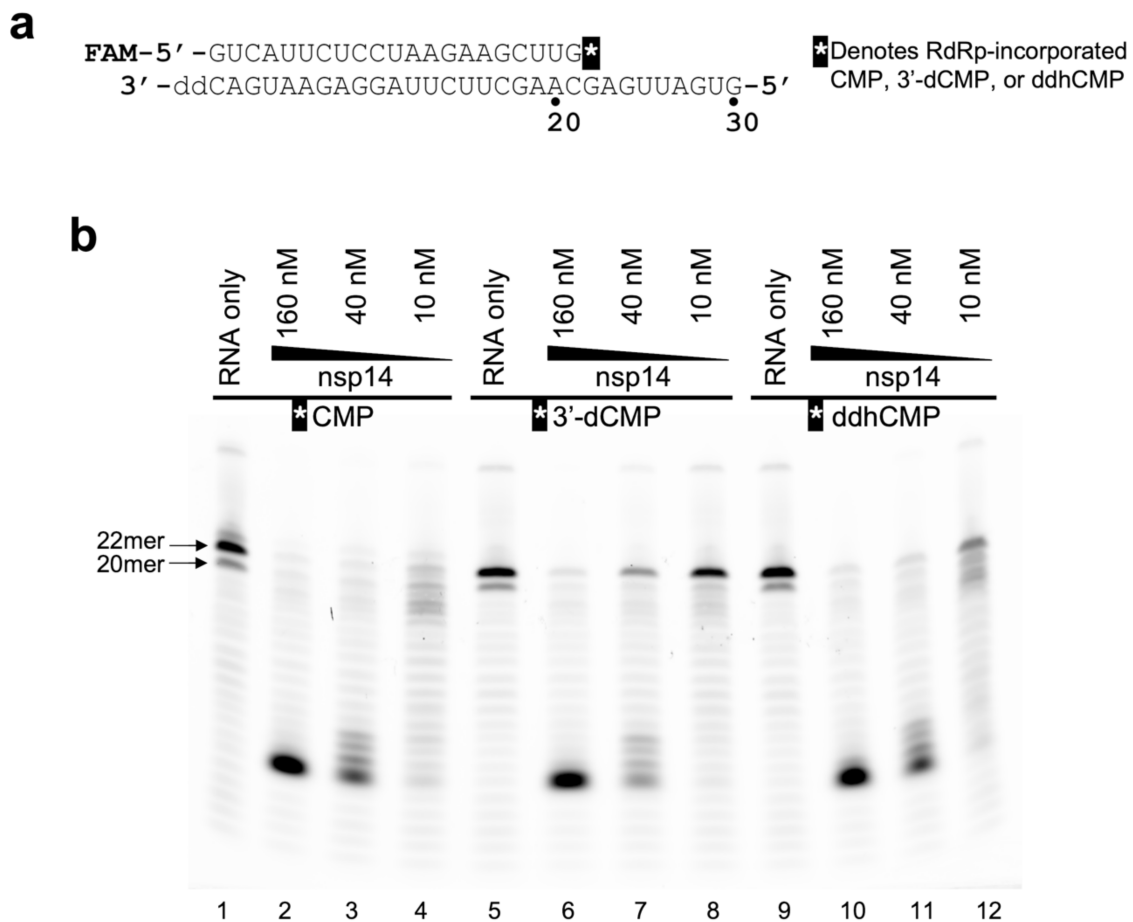 a
FAM-5′-GUCAUUCUCCUAAGAAGCUUG*
3′-ddCAGUAAGAGGAUUCUUCGAACGAGUUAGUG-5′
20 30
* Denotes RdRp-incorporated
CMP, 3'-dCMP, or ddhCMP
b
RNA only
160 nM
40 nM
10 nM
nsp14
* CMP
RNA only
160 nM
40 nM
10 nM
nsp14
* 3'-dCMP
RNA only
160 nM
40 nM
10 nM
nsp14
* ddhCMP
22mer
20mer
1 2 3 4 5 6 7 8 9 10 11 12